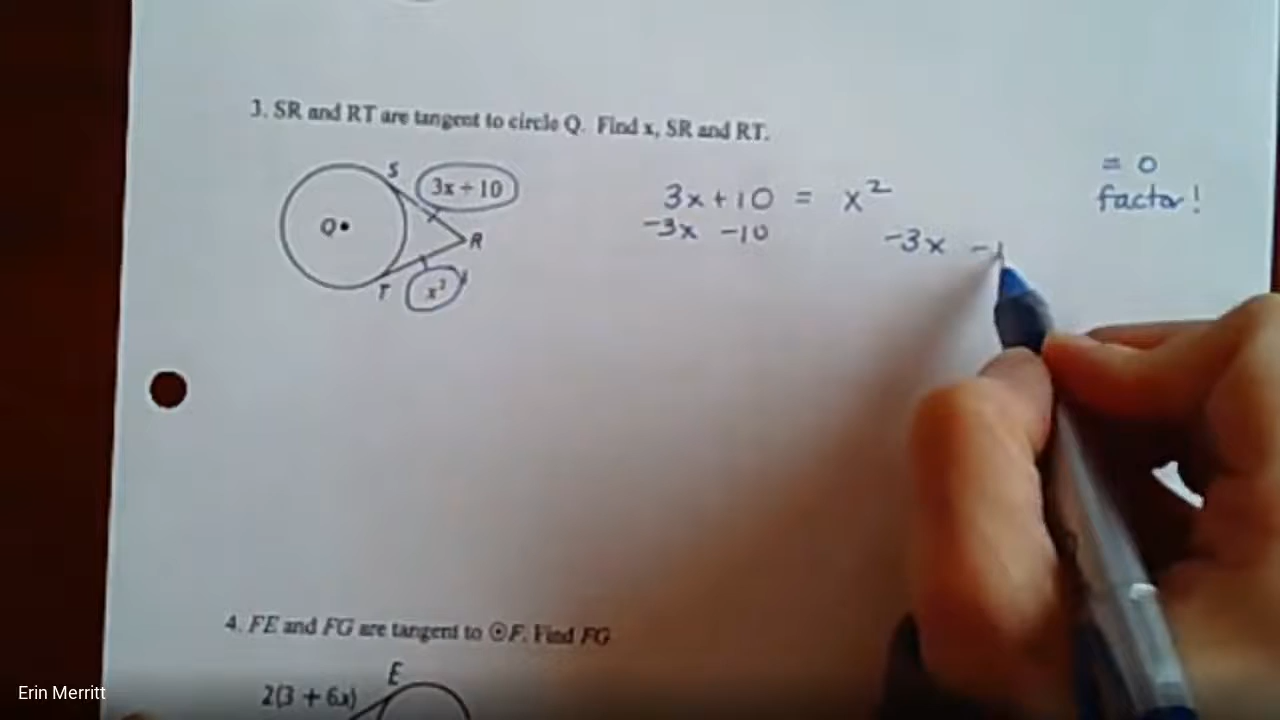 3. SR and RT are tangent to circle Q. Find x, SR and RT.
S
3x + 10
Q
R
T
x²
3x + 10 = x²
-3x -10 -3x -1
= 0
factor!
4. FE and FG are tangent to ⊙F. Find FG
E
2(3 + 6x)
Erin Merritt